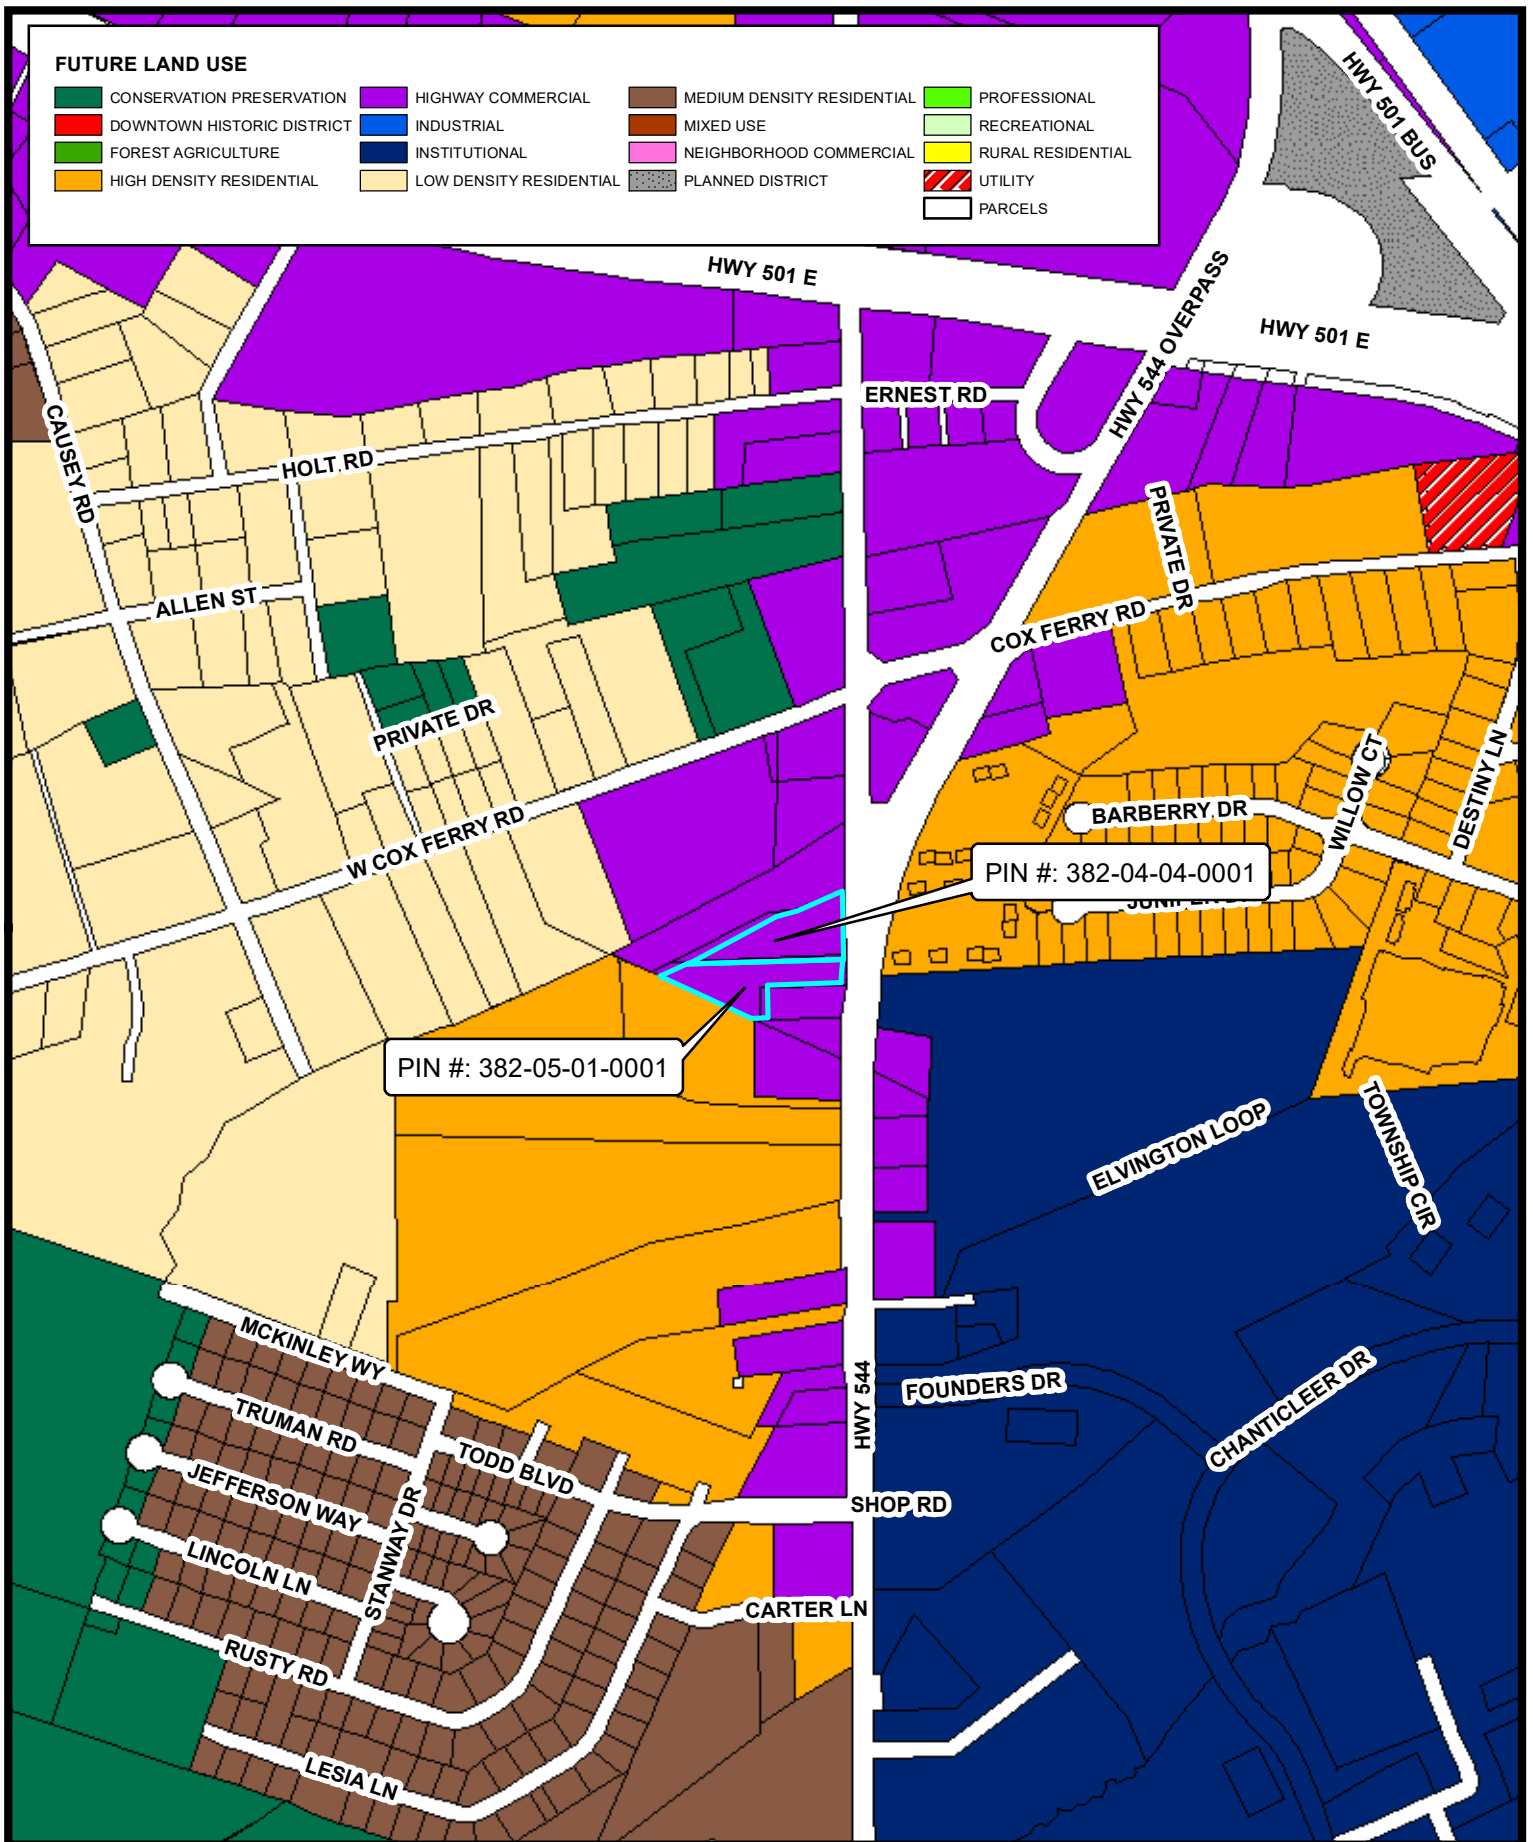 FUTURE LAND USE
CONSERVATION PRESERVATION
DOWNTOWN HISTORIC DISTRICT
FOREST AGRICULTURE
HIGH DENSITY RESIDENTIAL
HIGHWAY COMMERCIAL
INDUSTRIAL
INSTITUTIONAL
LOW DENSITY RESIDENTIAL
MEDIUM DENSITY RESIDENTIAL
MIXED USE
NEIGHBORHOOD COMMERCIAL
PLANNED DISTRICT
PROFESSIONAL
RECREATIONAL
RURAL RESIDENTIAL
UTILITY
PARCELS
HWY 501 BUS
HWY 501 E
HWY 501 E
HWY 544 OVERPASS
ERNEST RD
CAUSEY RD
HOLT RD
PRIVATE DR
ALLEN ST
COX FERRY RD
PRIVATE DR
W COX FERRY RD
BARBERRY DR
WILLOW CT
DESTINY LN
PIN #: 382-04-04-0001
PIN #: 382-05-01-0001
ELVINGTON LOOP
TOWNSHIP CIR
MCKINLEY WY
TRUMAN RD
TODD BLVD
JEFFERSON WAY
STANWAY DR
LINCOLN LN
RUSTY RD
LESIA LN
HWY 544
FOUNDERS DR
CHANTICLEER DR
SHOP RD
CARTER LN